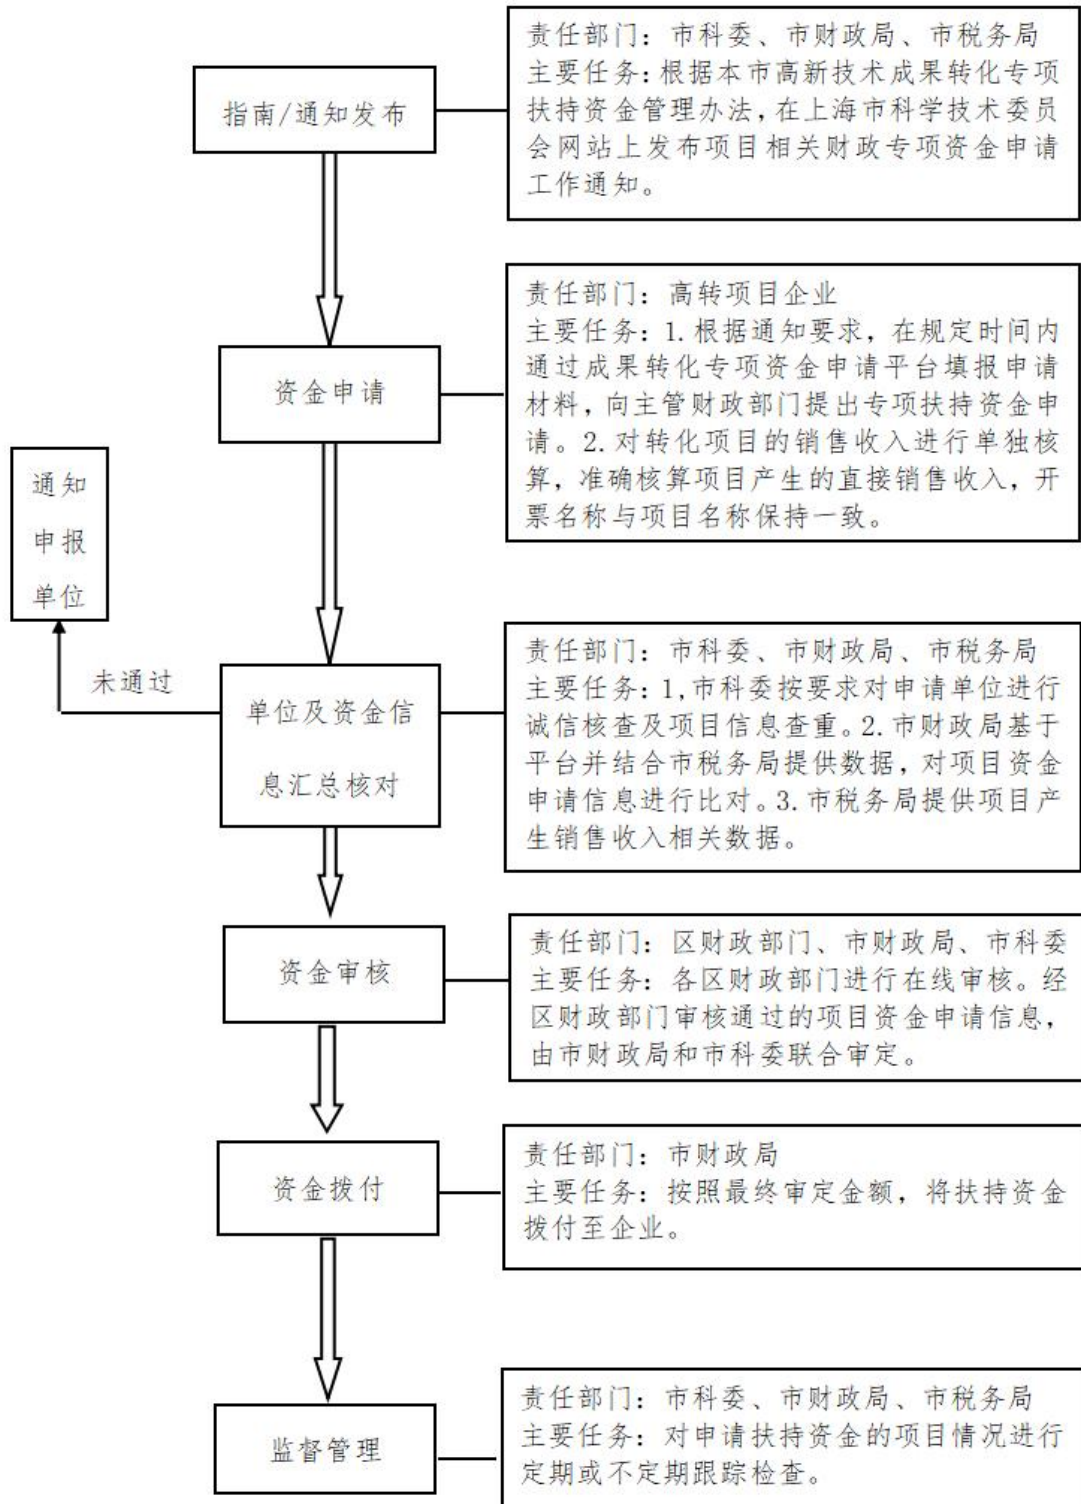 指南/通知发布
责任部门：市科委、市财政局、市税务局
主要任务：根据本市高新技术成果转化专项
扶持资金管理办法，在上海市科学技术委员
会网站上发布项目相关财政专项资金申请
工作通知。
资金申请
责任部门：高转项目企业
主要任务：1.根据通知要求，在规定时间内
通过成果转化专项资金申请平台填报申请
材料，向主管财政部门提出专项扶持资金申
请。2.对转化项目的销售收入进行单独核
算，准确核算项目产生的直接销售收入，开
票名称与项目名称保持一致。
通知
申报
单位
未通过
单位及资金信
息汇总核对
责任部门：市科委、市财政局、市税务局
主要任务：1,市科委按要求对申请单位进行
诚信核查及项目信息查重。2.市财政局基于
平台并结合市税务局提供数据，对项目资金
申请信息进行比对。3.市税务局提供项目产
生销售收入相关数据。
资金审核
责任部门：区财政部门、市财政局、市科委
主要任务：各区财政部门进行在线审核。经
区财政部门审核通过的项目资金申请信息，
由市财政局和市科委联合审定。
资金拨付
责任部门：市财政局
主要任务：按照最终审定金额，将扶持资金
拨付至企业。
监督管理
责任部门：市科委、市财政局、市税务局
主要任务：对申请扶持资金的项目情况进行
定期或不定期跟踪检查。